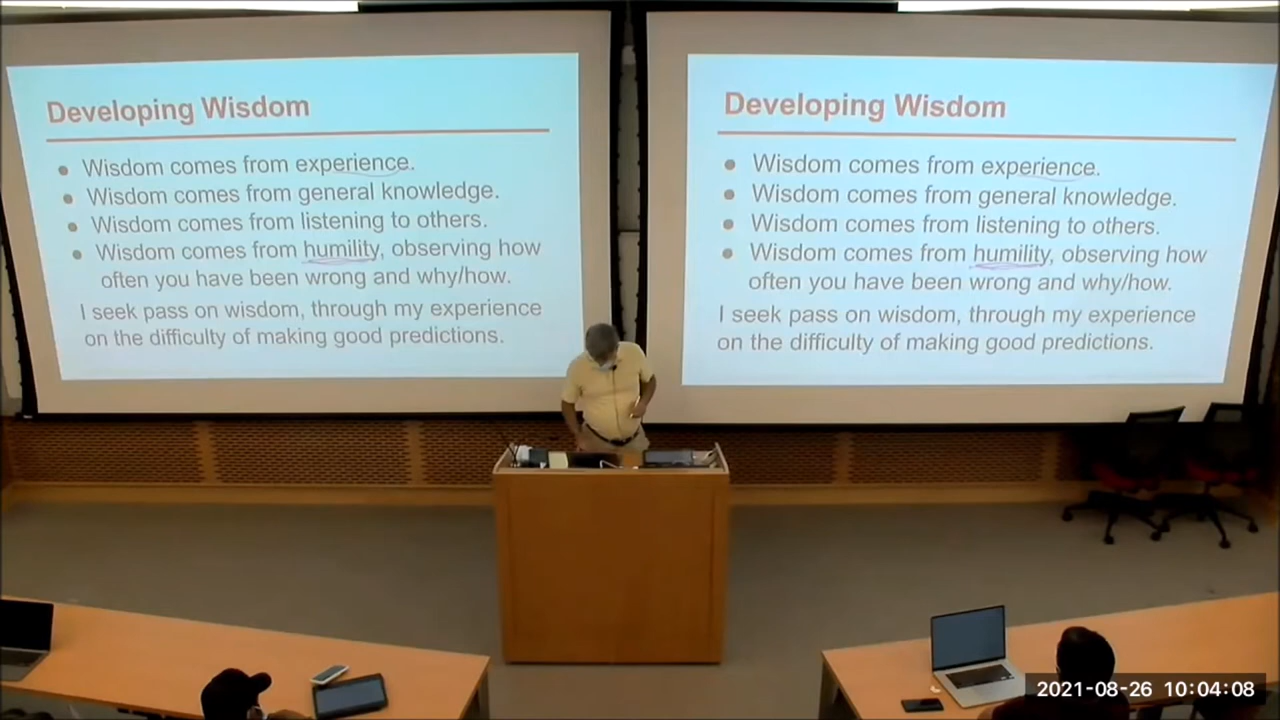 Developing Wisdom
● Wisdom comes from experience.
● Wisdom comes from general knowledge.
● Wisdom comes from listening to others.
● Wisdom comes from humility, observing how
often you have been wrong and why/how.
I seek pass on wisdom, through my experience
on the difficulty of making good predictions.
Developing Wisdom
● Wisdom comes from experience.
● Wisdom comes from general knowledge.
● Wisdom comes from listening to others.
● Wisdom comes from humility, observing how
often you have been wrong and why/how.
I seek pass on wisdom, through my experience
on the difficulty of making good predictions.
2021-08-26 10:04:08